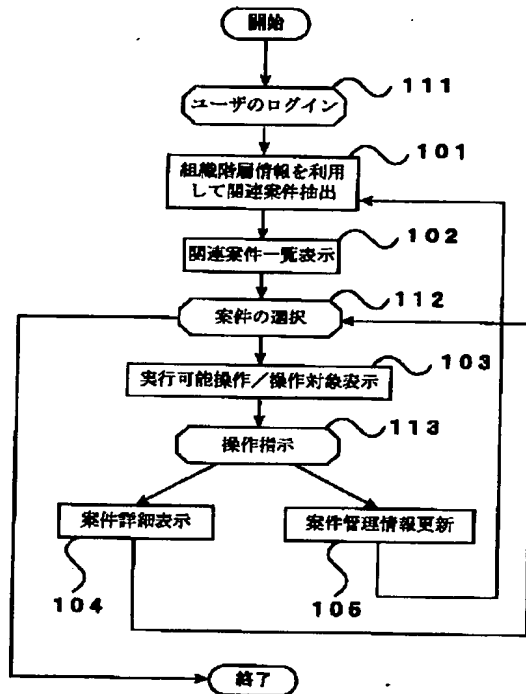 開始
ユーザのログイン
111
組織階層情報を利用
して関連案件抽出
101
関連案件一覧表示
102
案件の選択
112
実行可能操作／操作対象表示
103
操作指示
113
案件詳細表示
案件管理情報更新
104
105
終了